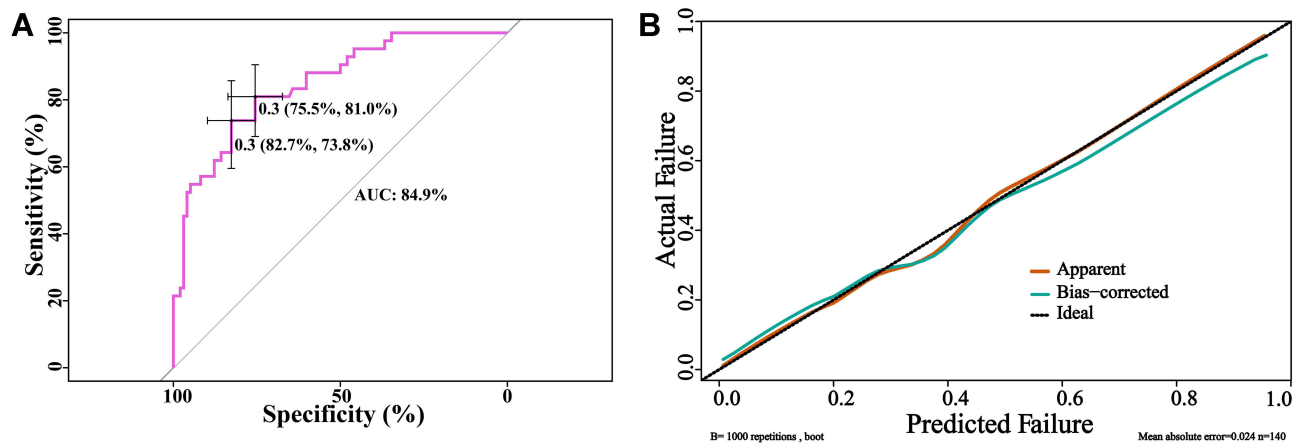 A
Sensitivity (%)
100
80
60
40
20
0
0.3 (75.5%, 81.0%)
0.3 (82.7%, 73.8%)
AUC: 84.9%
100
50
0
Specificity (%)
B
Actual Failure
1.0
0.8
0.6
0.4
0.2
0.0
Apparent
Bias−corrected
Ideal
0.0
0.2
0.4
0.6
0.8
1.0
Predicted Failure
B= 1000 repetitions , boot
Mean absolute error=0.024 n=140